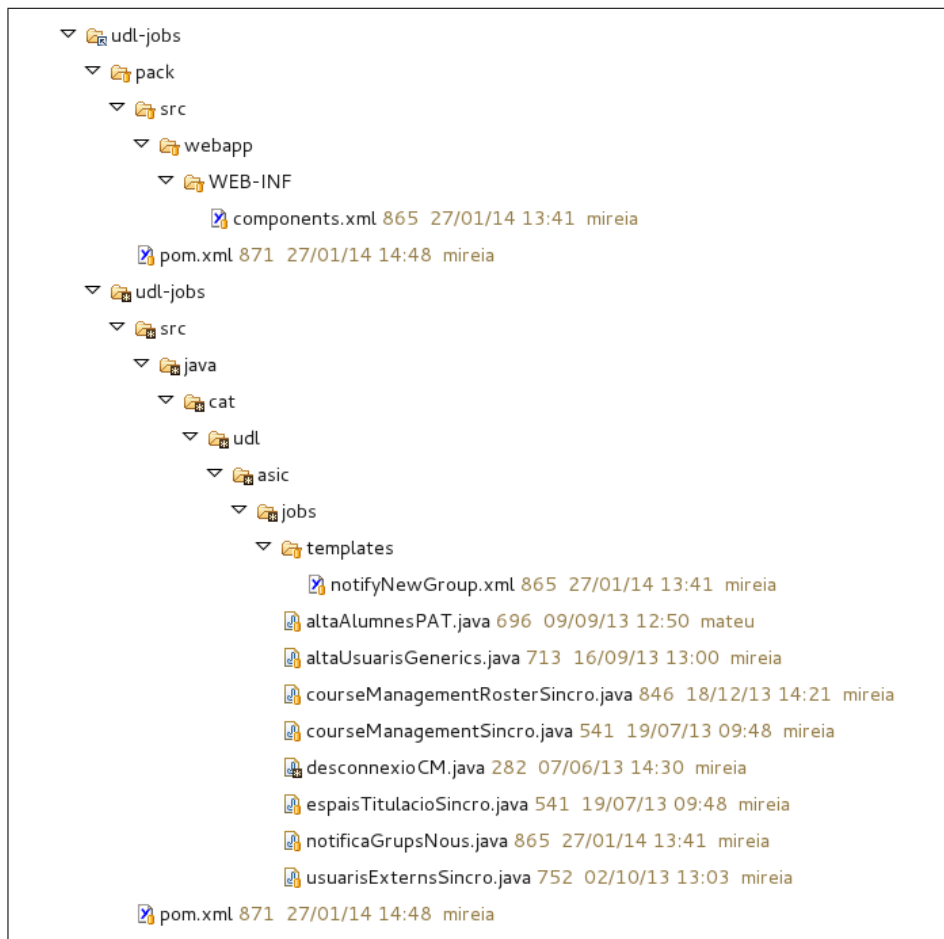 udl-jobs
pack
src
webapp
WEB-INF
components.xml 865 27/01/14 13:41 mireia
pom.xml 871 27/01/14 14:48 mireia
udl-jobs
src
java
cat
udl
asic
jobs
templates
notifyNewGroup.xml 865 27/01/14 13:41 mireia
altaAlumnesPAT.java 696 09/09/13 12:50 mateu
altaUsuarisGenerics.java 713 16/09/13 13:00 mireia
courseManagementRosterSincro.java 846 18/12/13 14:21 mireia
courseManagementSincro.java 541 19/07/13 09:48 mireia
desconnexioCM.java 282 07/06/13 14:30 mireia
espaisTitulacioSincro.java 541 19/07/13 09:48 mireia
notificaGrupsNous.java 865 27/01/14 13:41 mireia
usuarisExternsSincro.java 752 02/10/13 13:03 mireia
pom.xml 871 27/01/14 14:48 mireia